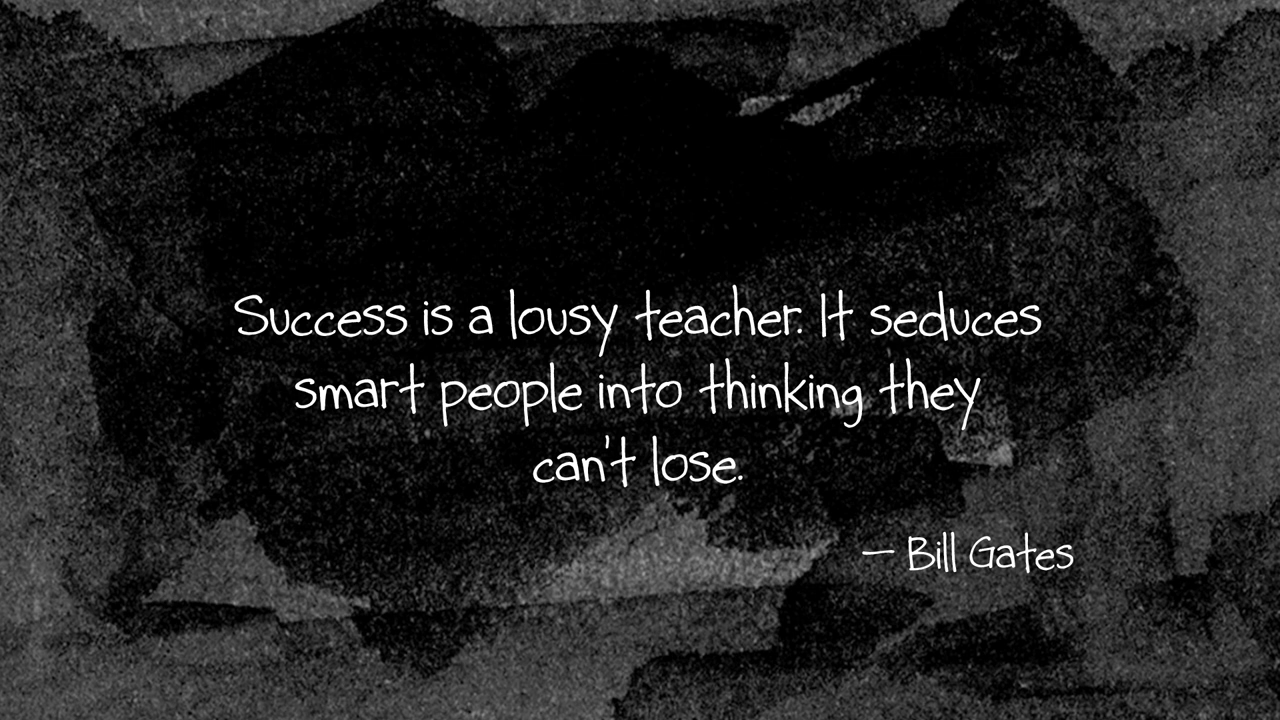 Success is a lousy teacher. It seduces
smart people into thinking they
can't lose.
— Bill Gates